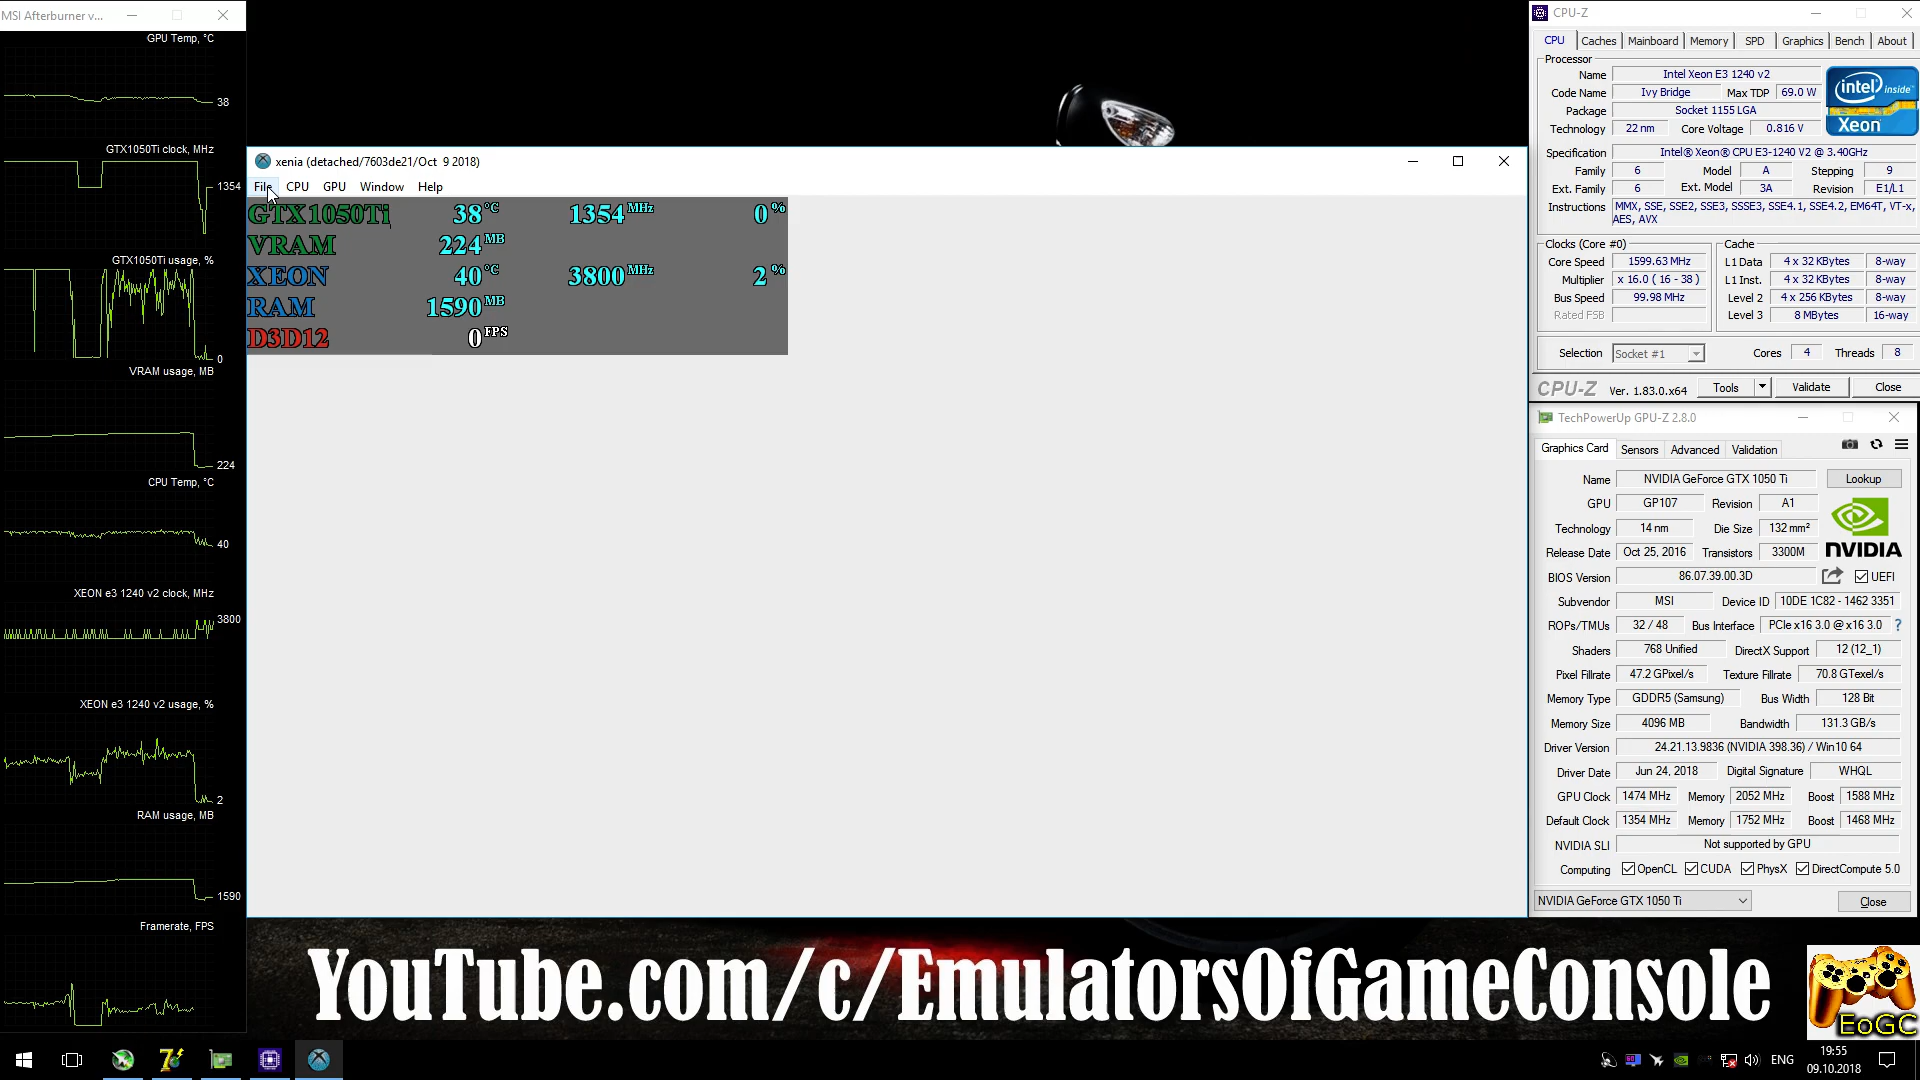 MSI Afterburner v...
GPU Temp, °C
38
GTX1050Ti clock, MHz
1354
GTX1050Ti usage, %
0
VRAM usage, MB
224
CPU Temp, °C
40
XEON e3 1240 v2 clock, MHz
3800
XEON e3 1240 v2 usage, %
2
RAM usage, MB
1590
Framerate, FPS
xenia (detached/7603de21/Oct 9 2018)
File CPU GPU Window Help
GTX1050Ti 38 °C 1354 MHz 0 %
VRAM 224 MB
XEON 40 °C 3800 MHz 2 %
RAM 1590 MB
D3D12 0 FPS
CPU-Z
CPU Caches Mainboard Memory SPD Graphics Bench About
Processor
Name Intel Xeon E3 1240 v2
Code Name Ivy Bridge Max TDP 69.0 W
Package Socket 1155 LGA
Technology 22 nm Core Voltage 0.816 V
intel inside™
Xeon
Specification Intel® Xeon® CPU E3-1240 V2 @ 3.40GHz
Family 6 Model A Stepping 9
Ext. Family 6 Ext. Model 3A Revision E1/L1
Instructions MMX, SSE, SSE2, SSE3, SSSE3, SSE4.1, SSE4.2, EM64T, VT-x,
AES, AVX
Clocks (Core #0)
Core Speed 1599.63 MHz
Multiplier x 16.0 ( 16 - 38 )
Bus Speed 99.98 MHz
Rated FSB
Cache
L1 Data 4 x 32 KBytes 8-way
L1 Inst. 4 x 32 KBytes 8-way
Level 2 4 x 256 KBytes 8-way
Level 3 8 MBytes 16-way
Selection Socket #1 Cores 4 Threads 8
CPU-Z Ver. 1.83.0.x64 Tools Validate Close
TechPowerUp GPU-Z 2.8.0
Graphics Card Sensors Advanced Validation
Name NVIDIA GeForce GTX 1050 Ti Lookup
GPU GP107 Revision A1
Technology 14 nm Die Size 132 mm²
Release Date Oct 25, 2016 Transistors 3300M
NVIDIA
BIOS Version 86.07.39.00.3D UEFI
Subvendor MSI Device ID 10DE 1C82 - 1462 3351
ROPs/TMUs 32 / 48 Bus Interface PCIe x16 3.0 @ x16 3.0 ?
Shaders 768 Unified DirectX Support 12 (12_1)
Pixel Fillrate 47.2 GPixel/s Texture Fillrate 70.8 GTexel/s
Memory Type GDDR5 (Samsung) Bus Width 128 Bit
Memory Size 4096 MB Bandwidth 131.3 GB/s
Driver Version 24.21.13.9836 (NVIDIA 398.36) / Win10 64
Driver Date Jun 24, 2018 Digital Signature WHQL
GPU Clock 1474 MHz Memory 2052 MHz Boost 1588 MHz
Default Clock 1354 MHz Memory 1752 MHz Boost 1468 MHz
NVIDIA SLI Not supported by GPU
Computing OpenCL CUDA PhysX DirectCompute 5.0
NVIDIA GeForce GTX 1050 Ti Close
YouTube.com/c/EmulatorsOfGameConsole
EoGC
ENG
19:55
09.10.2018